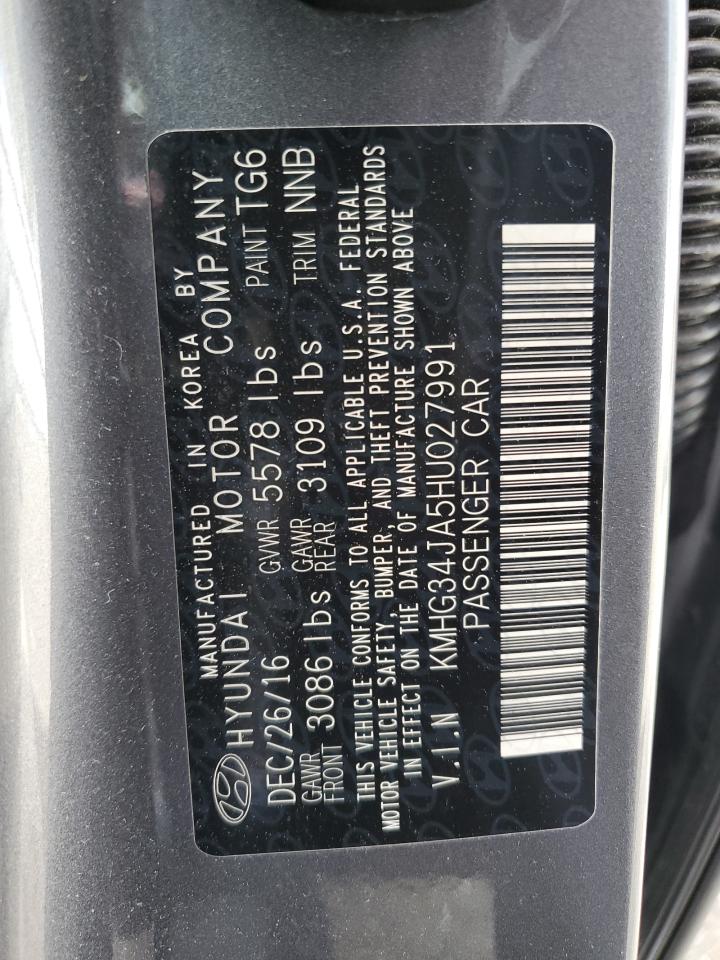 MANUFACTURED IN KOREA BY
HYUNDAI MOTOR COMPANY
DEC/26/16 GVWR 5578 lbs PAINT TG6
GAWR FRONT 3086 lbs GAWR REAR 3109 lbs TRIM NNB
THIS VEHICLE CONFORMS TO ALL APPLICABLE U.S.A. FEDERAL
MOTOR VEHICLE SAFETY, BUMPER, AND THEFT PREVENTION STANDARDS
IN EFFECT ON THE DATE OF MANUFACTURE SHOWN ABOVE
V.I.N KMHG34JA5HU027991
PASSENGER CAR